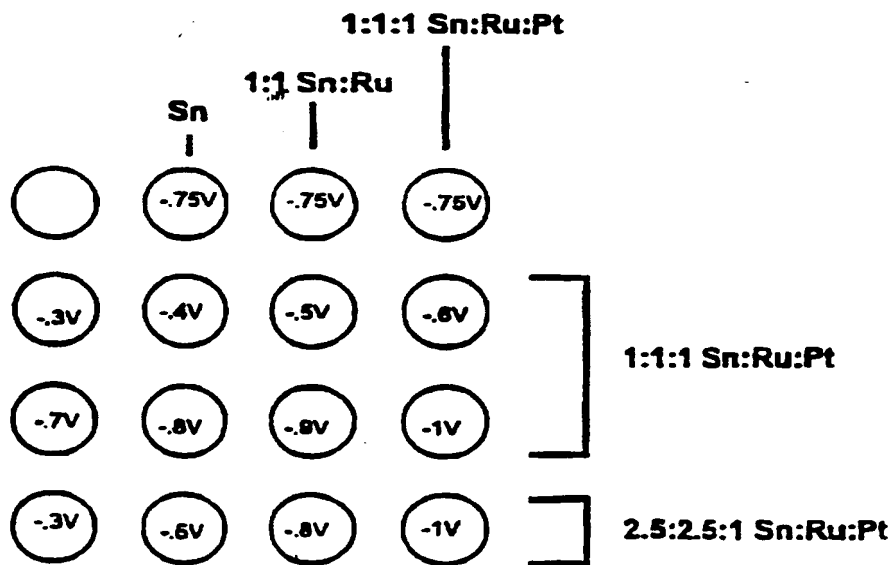 1:1:1 Sn:Ru:Pt
1:1 Sn:Ru
Sn
-.75V -.75V -.75V
-.3V -.4V -.5V -.6V
1:1:1 Sn:Ru:Pt
-.7V -.8V -.9V -1V
-.3V -.6V -.8V -1V
2.5:2.5:1 Sn:Ru:Pt